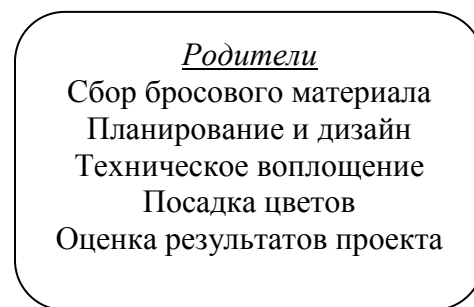 Родители
Сбор бросового материала
Планирование и дизайн
Техническое воплощение
Посадка цветов
Оценка результатов проекта